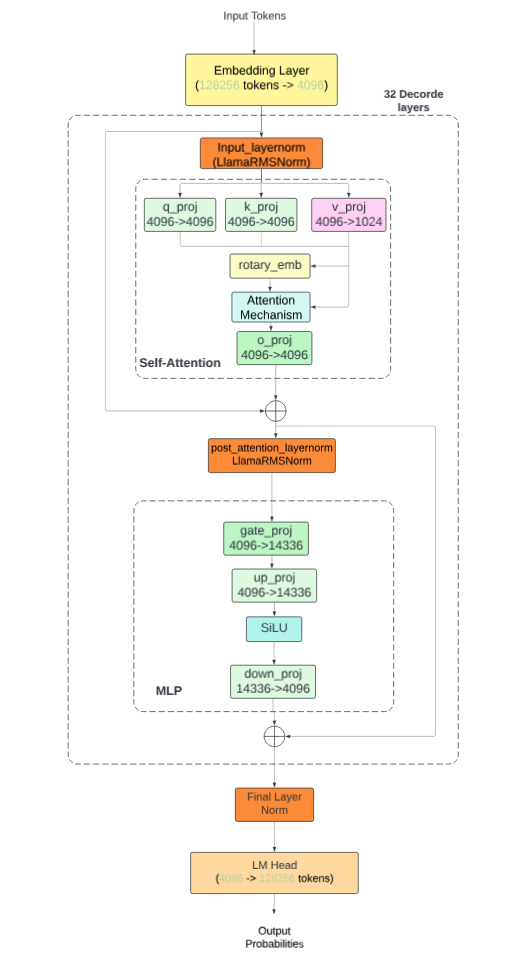 Input Tokens
Embedding Layer
(128256 tokens -> 4096)
32 Decorde
layers
Input_layernorm
(LlamaRMSNorm)
q_proj
4096->4096
k_proj
4096->4096
v_proj
4096->1024
rotary_emb
Attention
Mechanism
o_proj
4096->4096
Self-Attention
post_attention_layernorm
LlamaRMSNorm
gate_proj
4096->14336
up_proj
4096->14336
SiLU
down_proj
14336->4096
MLP
Final Layer
Norm
LM Head
(4096 -> 128256 tokens)
Output
Probabilities